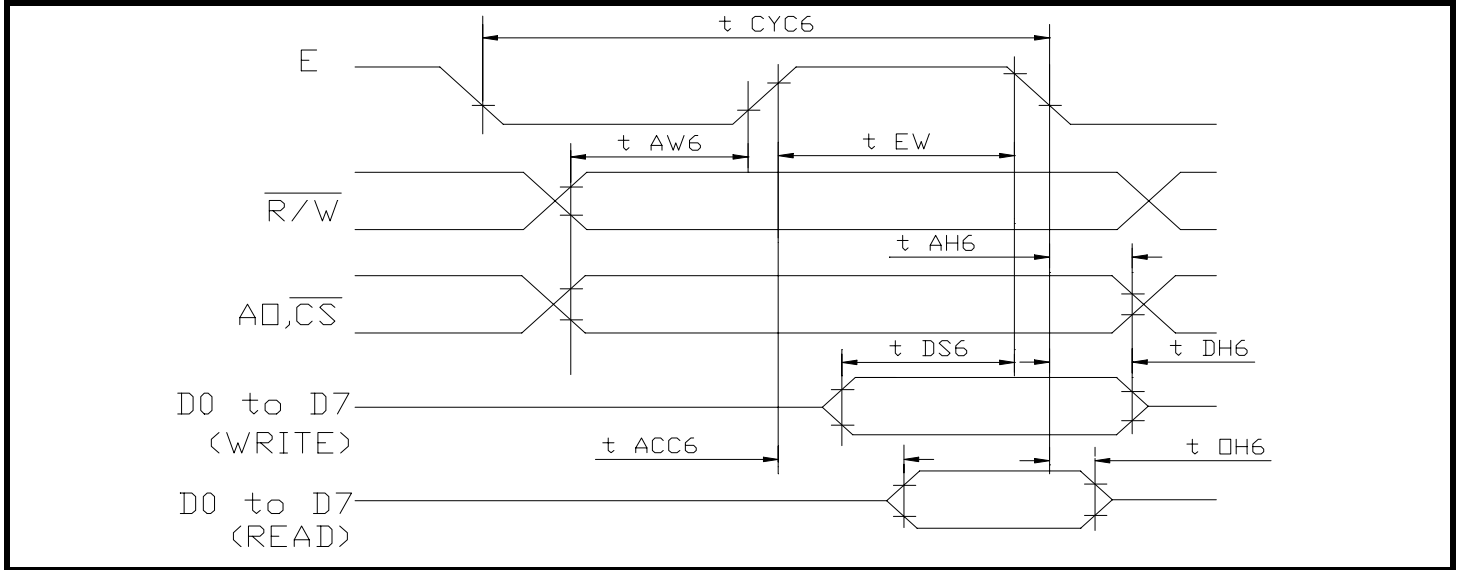 t CYC6
E
t AW6
t EW
R/W
t AH6
A0,CS
t DS6
t DH6
D0 to D7
(WRITE)
t ACC6
t OH6
D0 to D7
(READ)